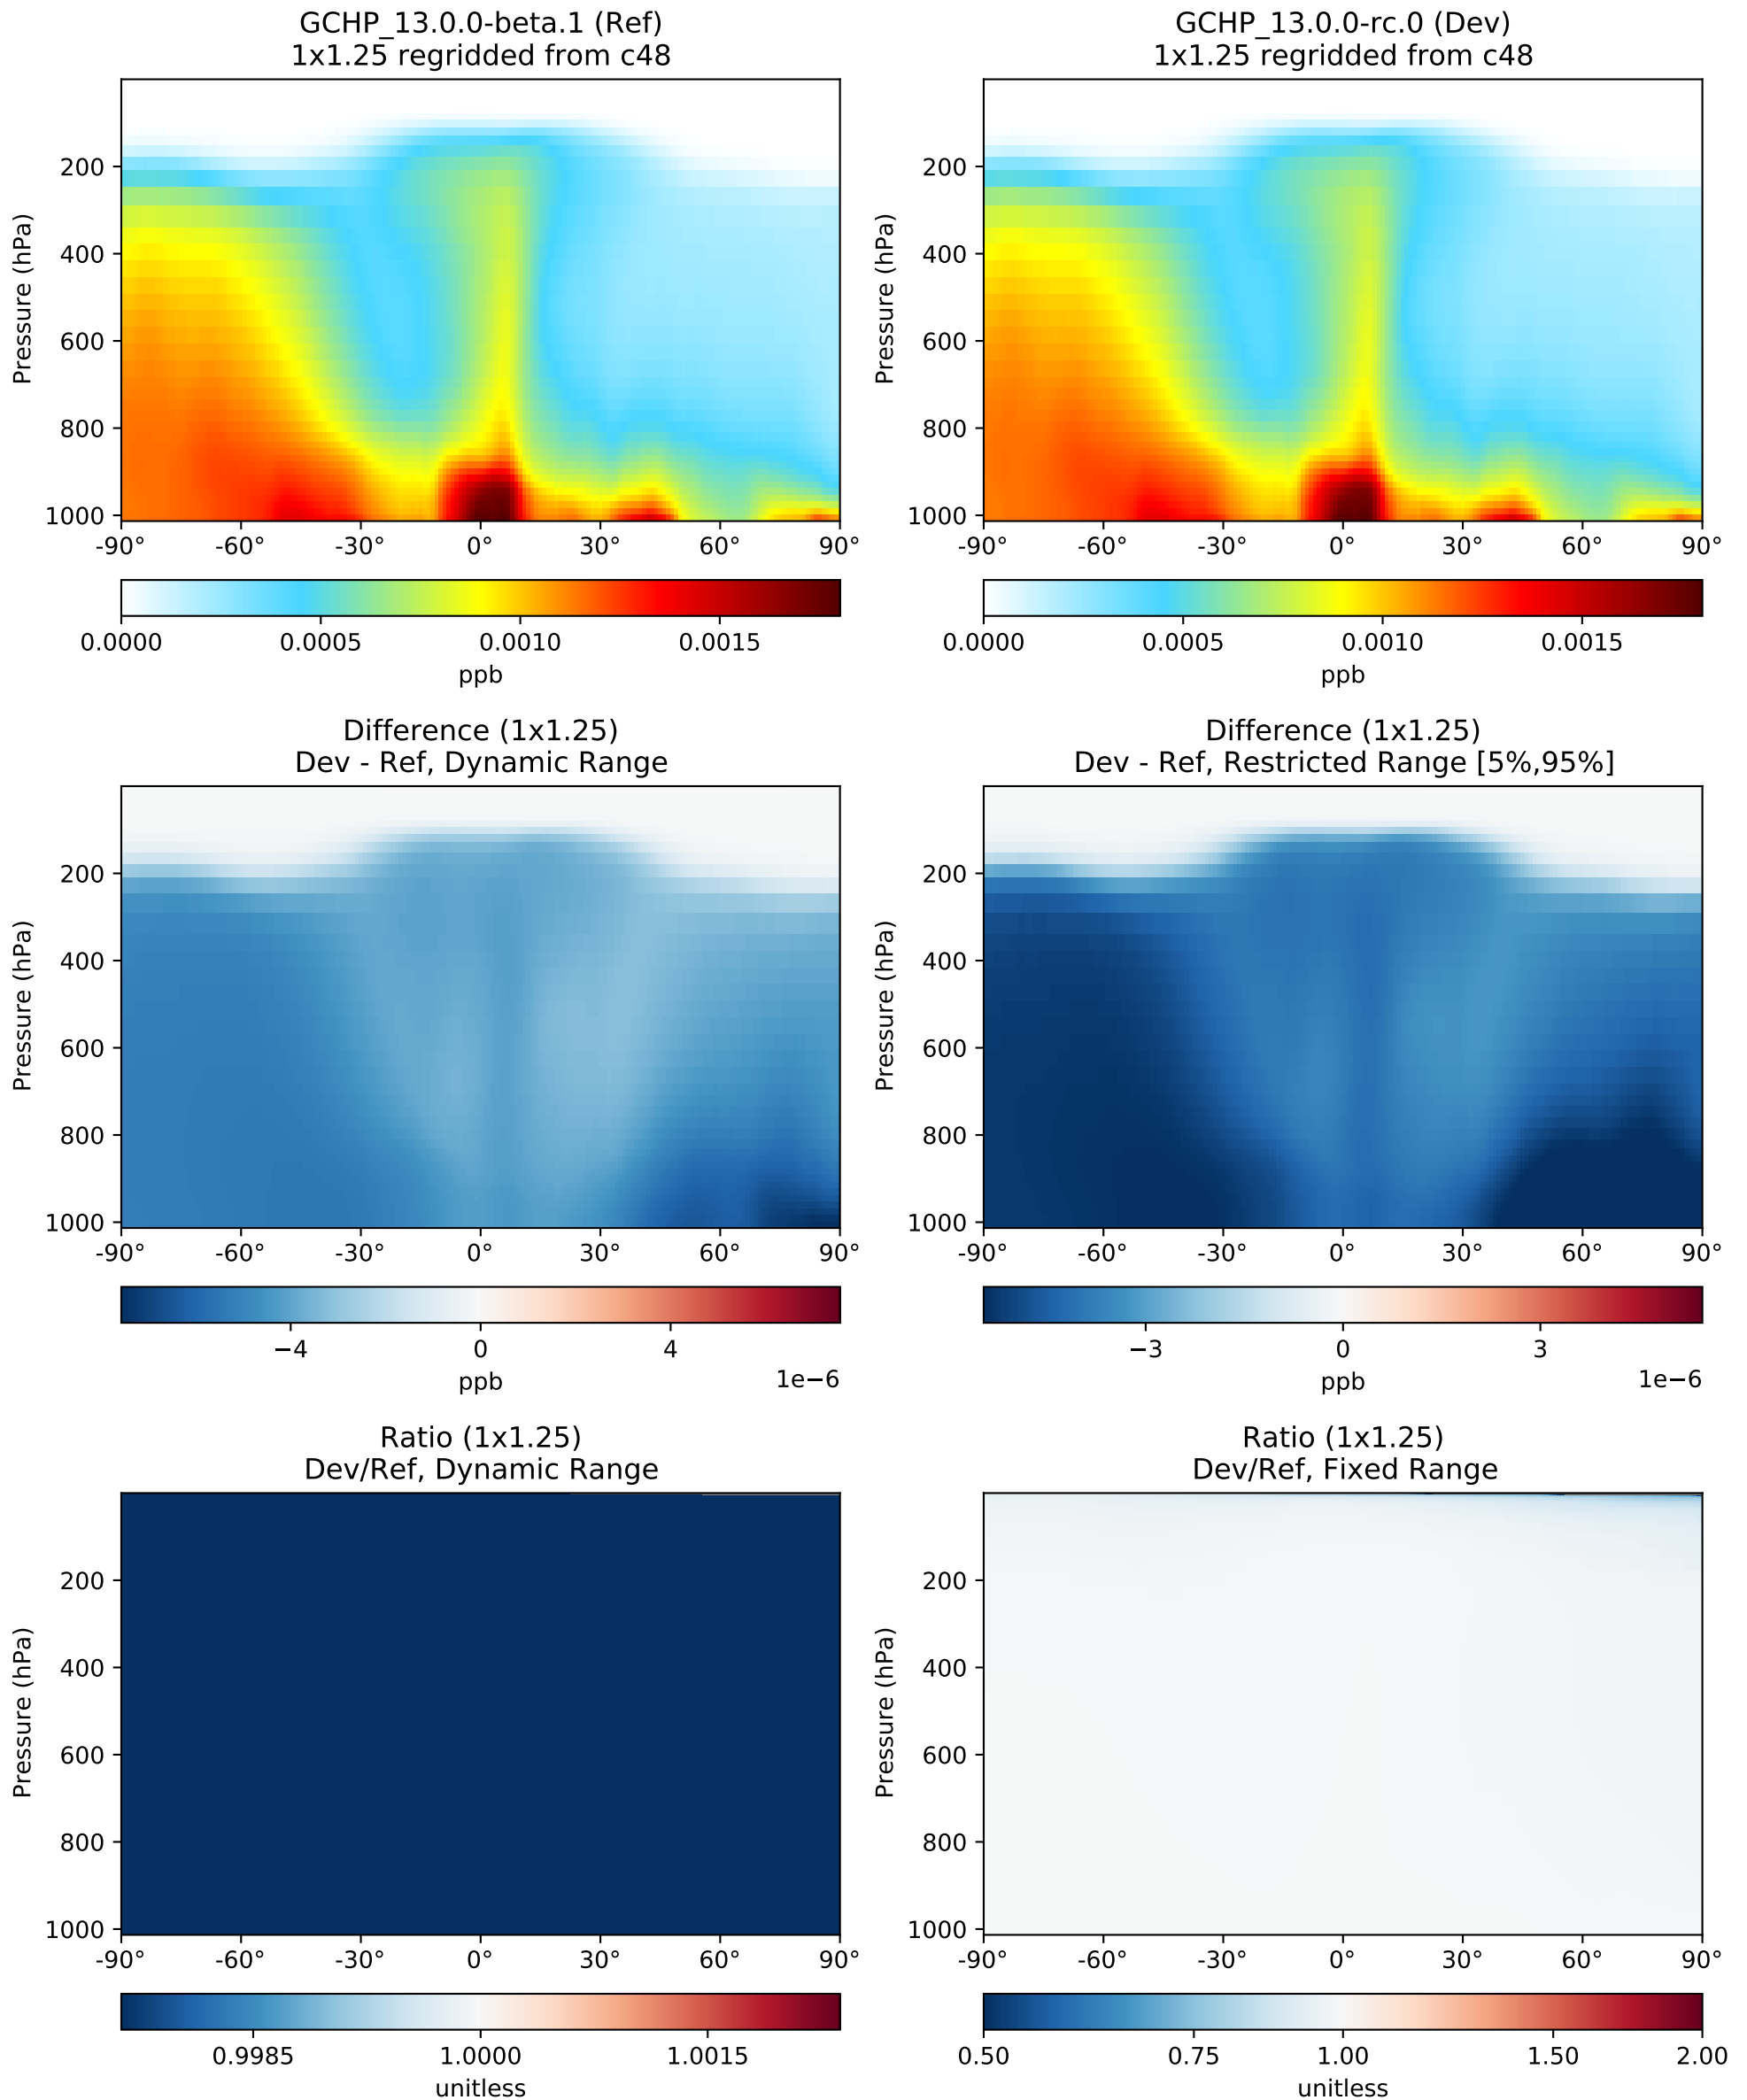 GCHP_13.0.0-beta.1 (Ref)
1x1.25 regridded from c48
Pressure (hPa)
200
400
600
800
1000
-90° -60° -30° 0° 30° 60° 90°
0.0000 0.0005 0.0010 0.0015
ppb
GCHP_13.0.0-rc.0 (Dev)
1x1.25 regridded from c48
Pressure (hPa)
200
400
600
800
1000
-90° -60° -30° 0° 30° 60° 90°
0.0000 0.0005 0.0010 0.0015
ppb
Difference (1x1.25)
Dev - Ref, Dynamic Range
Pressure (hPa)
200
400
600
800
1000
-90° -60° -30° 0° 30° 60° 90°
−4 0 4
ppb 1e−6
Difference (1x1.25)
Dev - Ref, Restricted Range [5%,95%]
Pressure (hPa)
200
400
600
800
1000
-90° -60° -30° 0° 30° 60° 90°
−3 0 3
ppb 1e−6
Ratio (1x1.25)
Dev/Ref, Dynamic Range
Pressure (hPa)
200
400
600
800
1000
-90° -60° -30° 0° 30° 60° 90°
0.9985 1.0000 1.0015
unitless
Ratio (1x1.25)
Dev/Ref, Fixed Range
Pressure (hPa)
200
400
600
800
1000
-90° -60° -30° 0° 30° 60° 90°
0.50 0.75 1.00 1.50 2.00
unitless